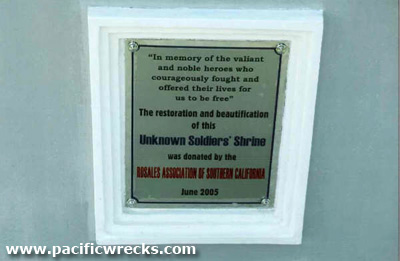 "In memory of the valiant
and noble heroes who
courageously fought and
offered their lives for
us to be free"
The restoration and beautification
of this
Unknown Soldiers' Shrine
was donated by the
ROSALES ASSOCIATION OF SOUTHERN CALIFORNIA
June 2005
www.pacificwrecks.com